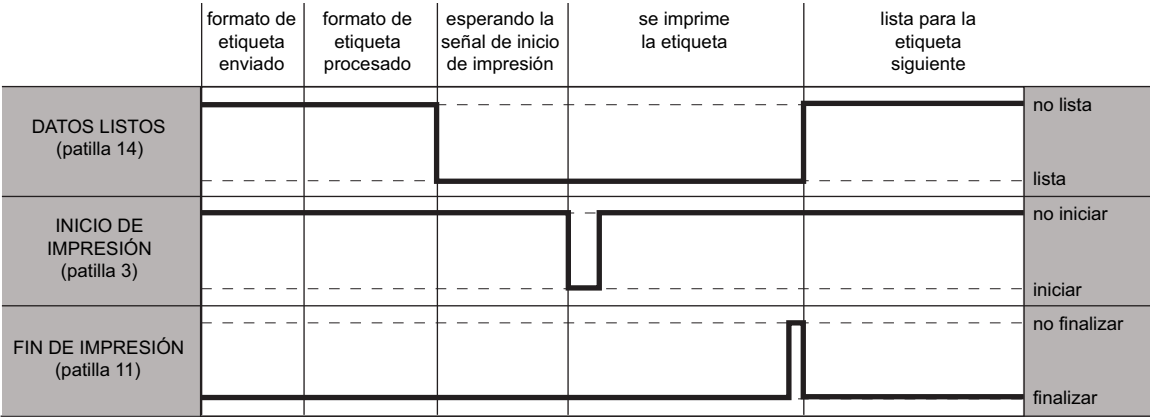 formato de
etiqueta
enviado
formato de
etiqueta
procesado
esperando la
señal de inicio
de impresión
se imprime
la etiqueta
lista para la
etiqueta
siguiente
DATOS LISTOS
(patilla 14)
no lista
lista
INICIO DE
IMPRESIÓN
(patilla 3)
no iniciar
iniciar
FIN DE IMPRESIÓN
(patilla 11)
no finalizar
finalizar